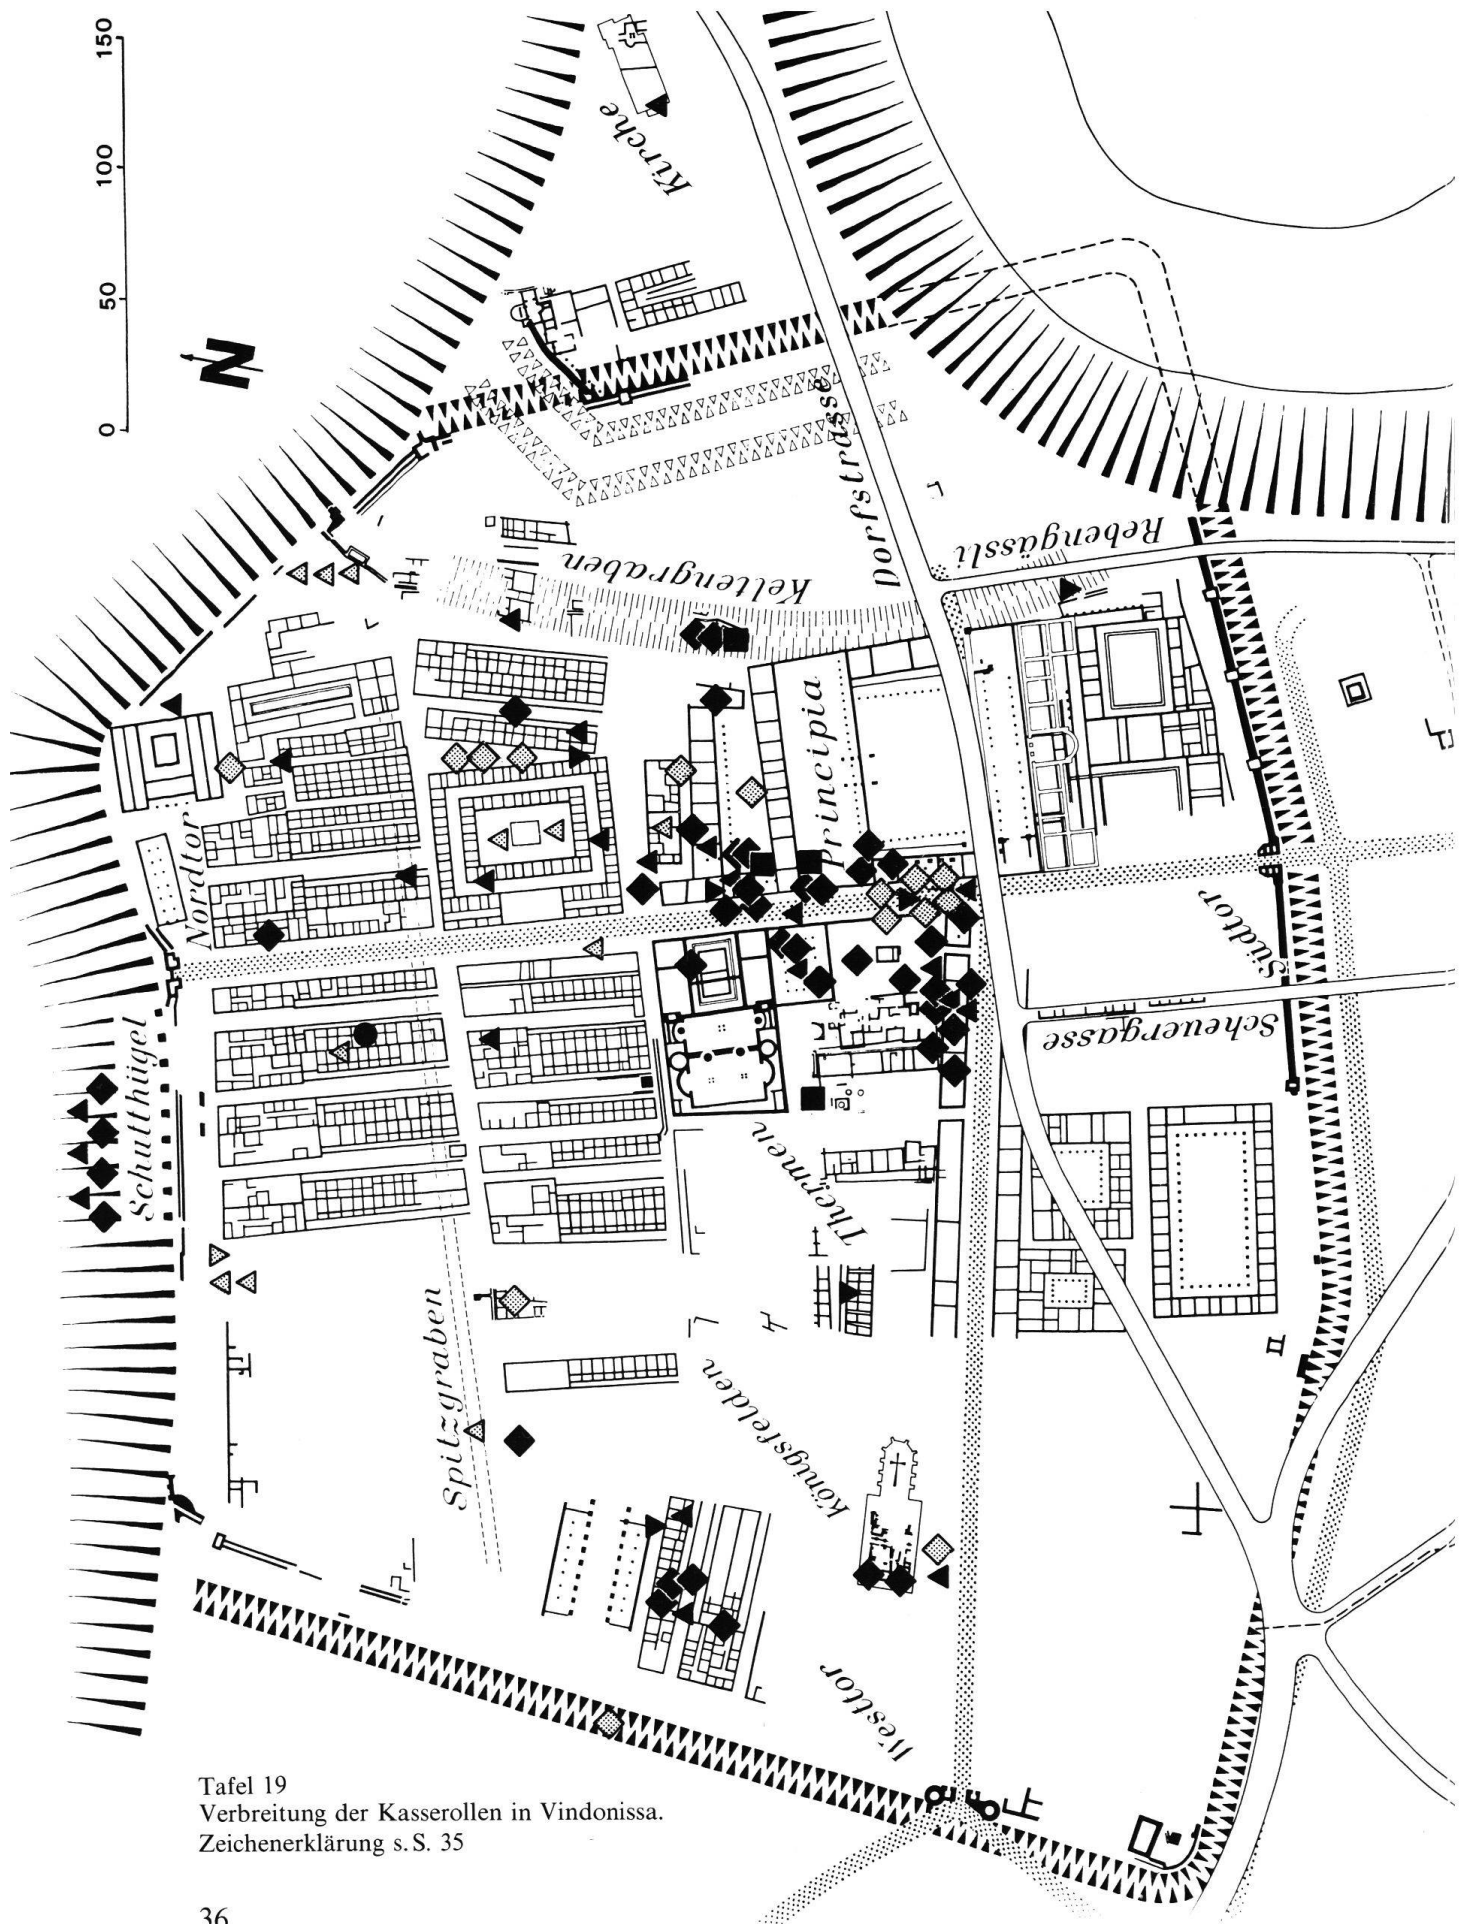 150
100
50
0
N
Kirche
Dorfstrasse
Keltengraben
Rebengässli
Principia
Nordtor
Südtor
Scheuergasse
Schutthügel
Thermen
Spitzgraben
Königsfelden
Westtor
Tafel 19
Verbreitung der Kasserollen in Vindonissa.
Zeichenerklärung s. S. 35
36